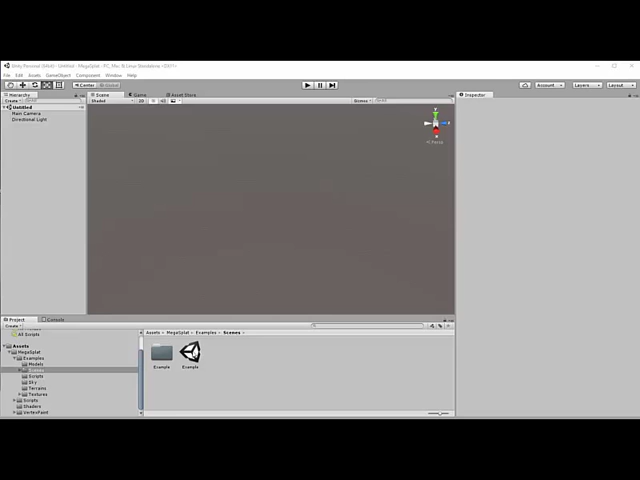 Unity Personal (64bit) - Untitled - MegaSplat - PC, Mac & Linux Standalone <DX11>
File Edit Assets GameObject Component Window Help
Center Account Layers Layout
Hierarchy Scene Game Asset Store Inspector
Create Shaded 2D Gizmos
Untitled
Main Camera
Directional Light
Persp
Project Console
Create
All Scripts
Assets
MegaSplat
Examples
Models
Scenes
Scripts
Sky
Terrains
Textures
Scripts
Shaders
VertexPaint
Assets MegaSplat Examples Scenes
Example Example